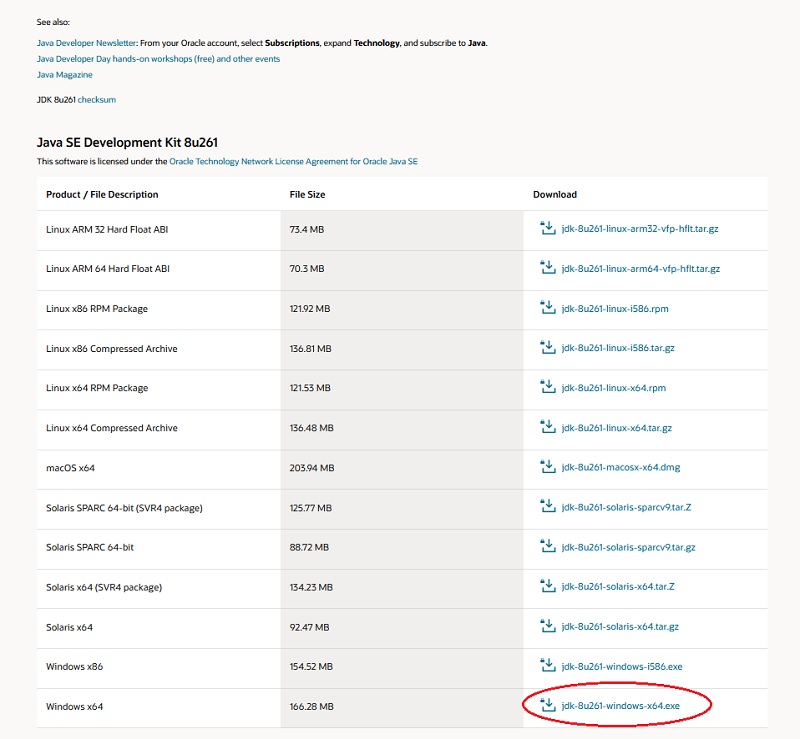 See also:
Java Developer Newsletter: From your Oracle account, select Subscriptions, expand Technology, and subscribe to Java.
Java Developer Day hands-on workshops (free) and other events
Java Magazine
JDK 8u261 checksum
Java SE Development Kit 8u261
This software is licensed under the Oracle Technology Network License Agreement for Oracle Java SE
Product / File Description File Size Download
Linux ARM 32 Hard Float ABI 73.4 MB jdk-8u261-linux-arm32-vfp-hflt.tar.gz
Linux ARM 64 Hard Float ABI 70.3 MB jdk-8u261-linux-arm64-vfp-hflt.tar.gz
Linux x86 RPM Package 121.92 MB jdk-8u261-linux-i586.rpm
Linux x86 Compressed Archive 136.81 MB jdk-8u261-linux-i586.tar.gz
Linux x64 RPM Package 121.53 MB jdk-8u261-linux-x64.rpm
Linux x64 Compressed Archive 136.48 MB jdk-8u261-linux-x64.tar.gz
macOS x64 203.94 MB jdk-8u261-macosx-x64.dmg
Solaris SPARC 64-bit (SVR4 package) 125.77 MB jdk-8u261-solaris-sparcv9.tar.Z
Solaris SPARC 64-bit 88.72 MB jdk-8u261-solaris-sparcv9.tar.gz
Solaris x64 (SVR4 package) 134.23 MB jdk-8u261-solaris-x64.tar.Z
Solaris x64 92.47 MB jdk-8u261-solaris-x64.tar.gz
Windows x86 154.52 MB jdk-8u261-windows-i586.exe
Windows x64 166.28 MB jdk-8u261-windows-x64.exe